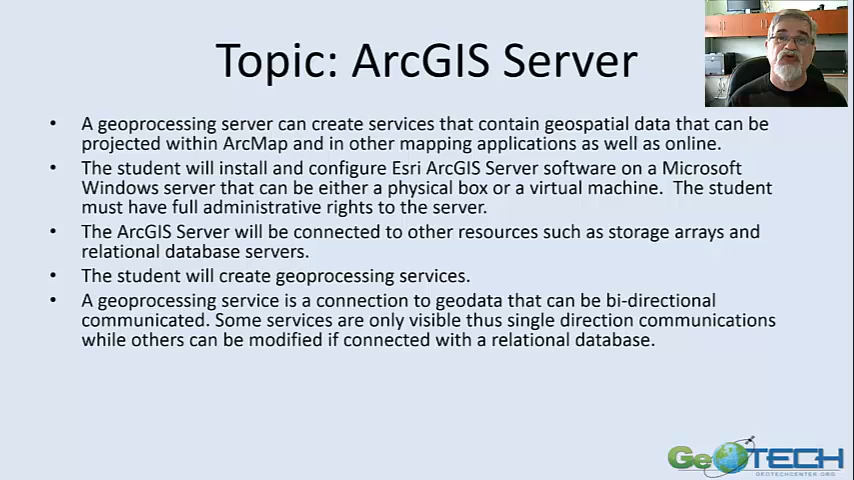 Topic: ArcGIS Server
• A geoprocessing server can create services that contain geospatial data that can be
projected within ArcMap and in other mapping applications as well as online.
• The student will install and configure Esri ArcGIS Server software on a Microsoft
Windows server that can be either a physical box or a virtual machine. The student
must have full administrative rights to the server.
• The ArcGIS Server will be connected to other resources such as storage arrays and
relational database servers.
• The student will create geoprocessing services.
• A geoprocessing service is a connection to geodata that can be bi-directional
communicated. Some services are only visible thus single direction communications
while others can be modified if connected with a relational database.
GeoTECH
GEOTECHCENTER.ORG